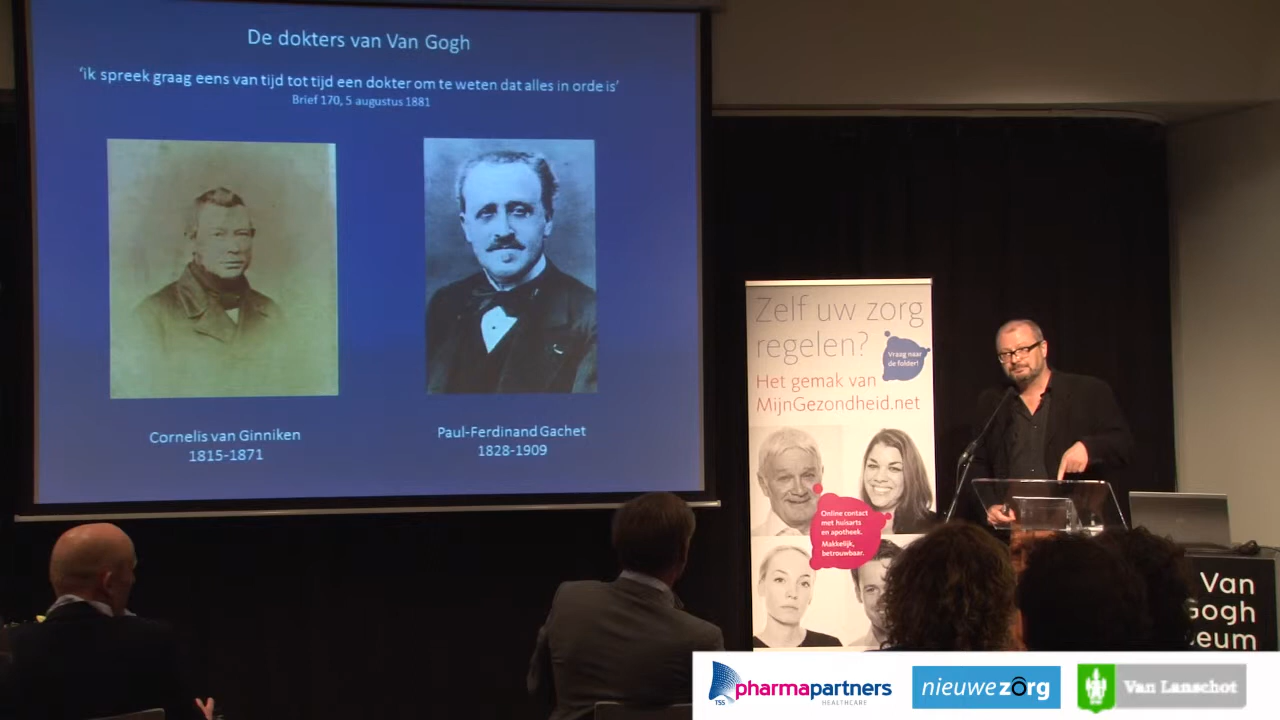 De dokters van Van Gogh
‘ik spreek graag eens van tijd tot tijd een dokter om te weten dat alles in orde is’
Brief 170, 5 augustus 1881
Cornelis van Ginniken
1815-1871
Paul-Ferdinand Gachet
1828-1909
Zelf uw zorg
regelen?
Vraag naar
de folder!
Het gemak van
MijnGezondheid.net
Online contact
met huisarts
en apotheek.
Makkelijk,
betrouwbaar.
Van
Gogh
eum
TSS
pharmapartners
HEALTHCARE
nieuwezorg
Van Lanschot